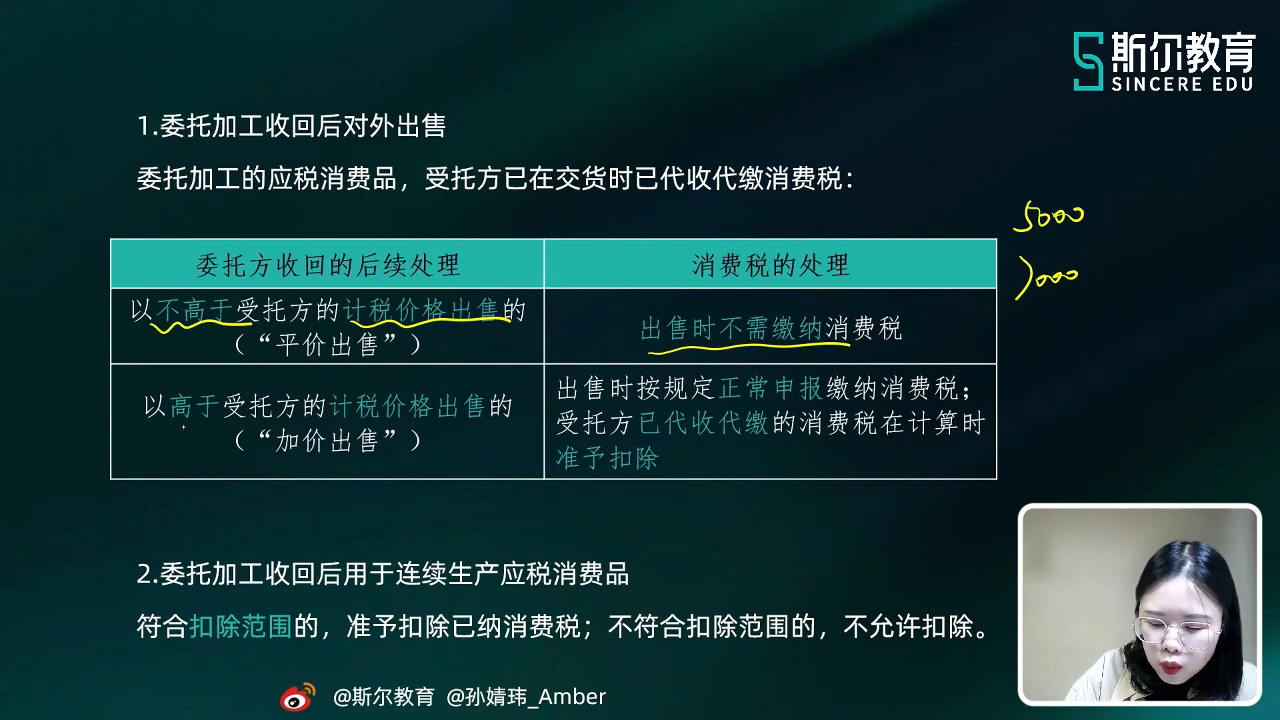 斯尔教育
SINCERE EDU
1.委托加工收回后对外出售
委托加工的应税消费品，受托方已在交货时已代收代缴消费税：
5000
委托方收回的后续处理
消费税的处理
以不高于受托方的计税价格出售的
（“平价出售”）
出售时不需缴纳消费税
以高于受托方的计税价格出售的
（“加价出售”）
出售时按规定正常申报缴纳消费税；
受托方已代收代缴的消费税在计算时
准予扣除
2.委托加工收回后用于连续生产应税消费品
符合扣除范围的，准予扣除已纳消费税；不符合扣除范围的，不允许扣除。
@斯尔教育 @孙婧玮_Amber